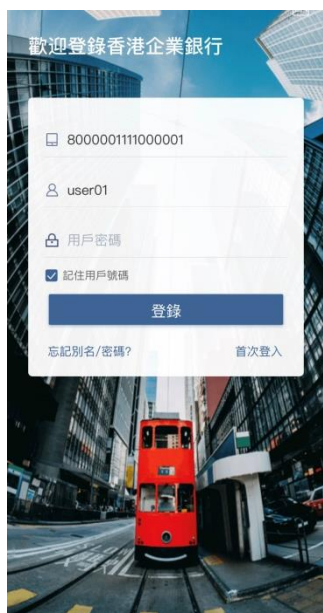 歡迎登錄香港企業銀行
8000001111000001
user01
用戶密碼
記住用戶號碼
登錄
忘記別名/密碼?
首次登入